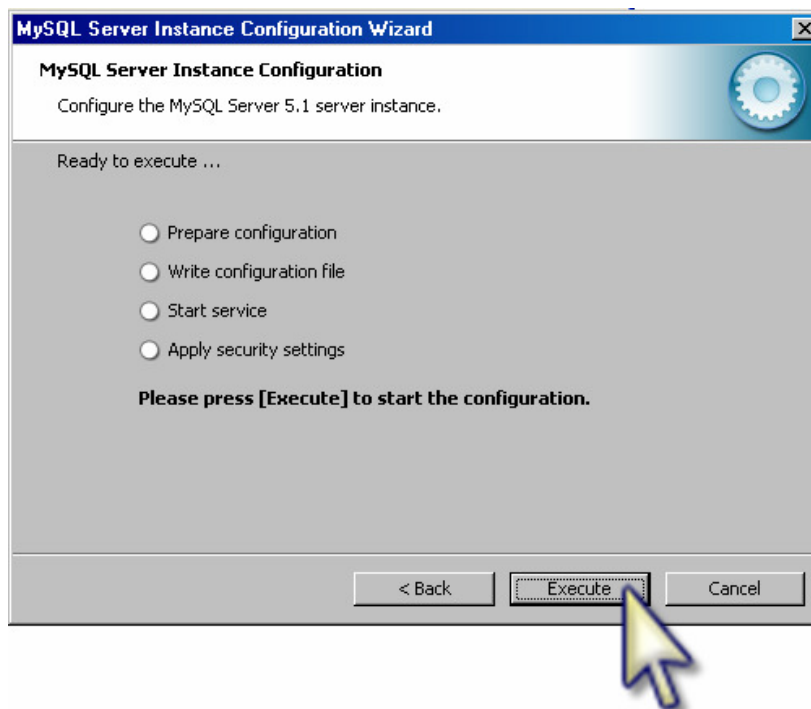 MySQL Server Instance Configuration Wizard
MySQL Server Instance Configuration
Configure the MySQL Server 5.1 server instance.
Ready to execute ...
Prepare configuration
Write configuration file
Start service
Apply security settings
Please press [Execute] to start the configuration.
< Back Execute Cancel